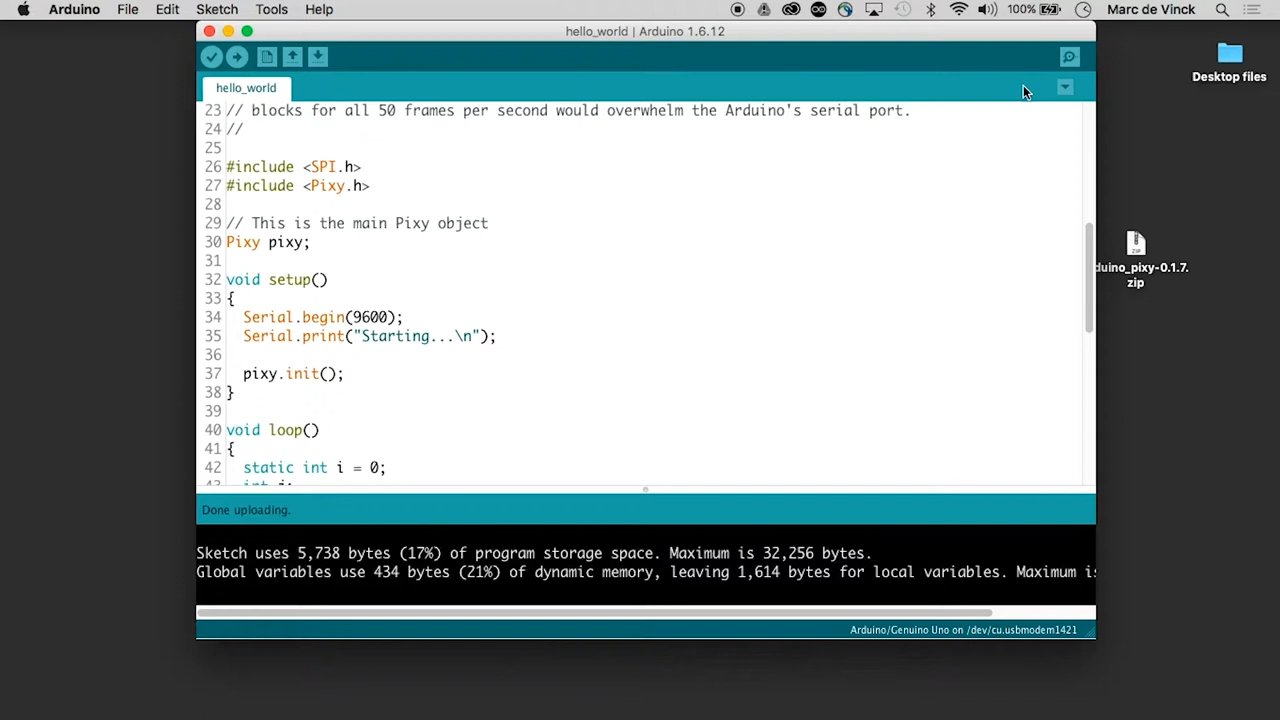 Arduino File Edit Sketch Tools Help 100% Marc de Vinck
hello_world | Arduino 1.6.12
hello_world
23 // blocks for all 50 frames per second would overwhelm the Arduino's serial port.
24 //
25
26 #include <SPI.h>
27 #include <Pixy.h>
28
29 // This is the main Pixy object
30 Pixy pixy;
31
32 void setup()
33 {
34 Serial.begin(9600);
35 Serial.print("Starting...\n");
36
37 pixy.init();
38 }
39
40 void loop()
41 {
42 static int i = 0;
Done uploading.
Sketch uses 5,738 bytes (17%) of program storage space. Maximum is 32,256 bytes.
Global variables use 434 bytes (21%) of dynamic memory, leaving 1,614 bytes for local variables. Maximum is
Arduino/Genuino Uno on /dev/cu.usbmodem1421
Desktop files
ZIP
duino_pixy-0.1.7.
zip